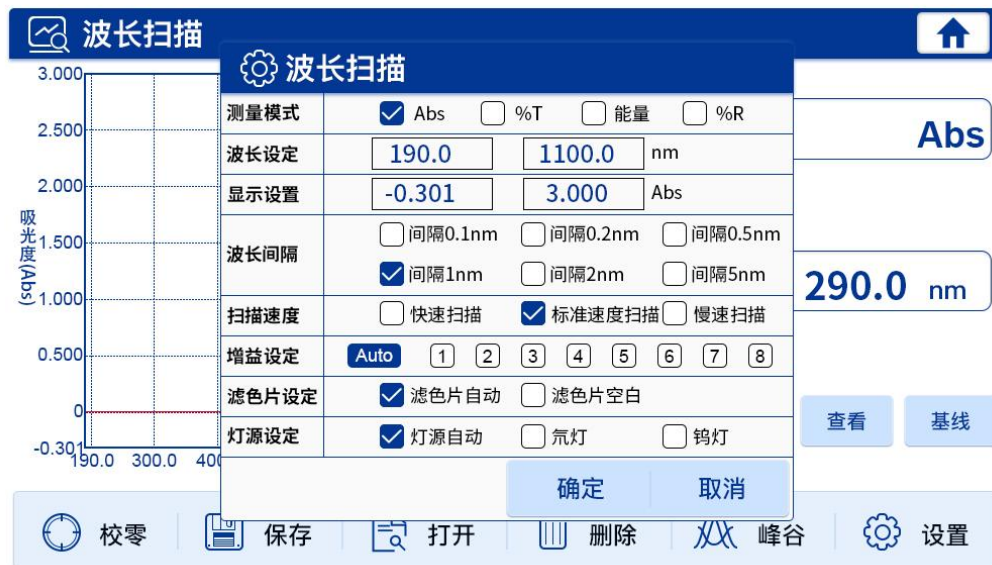 波长扫描
波长扫描
3.000
2.500
2.000
1.500
1.000
0.500
0
-0.301
吸光度(Abs)
190.0 300.0 400
测量模式 Abs %T 能量 %R
波长设定 190.0 1100.0 nm
显示设置 -0.301 3.000 Abs
波长间隔 间隔0.1nm 间隔0.2nm 间隔0.5nm
间隔1nm 间隔2nm 间隔5nm
扫描速度 快速扫描 标准速度扫描 慢速扫描
增益设定 Auto 1 2 3 4 5 6 7 8
滤色片设定 滤色片自动 滤色片空白
灯源设定 灯源自动 氘灯 钨灯
确定 取消
Abs
290.0 nm
查看 基线
校零 保存 打开 删除 峰谷 设置